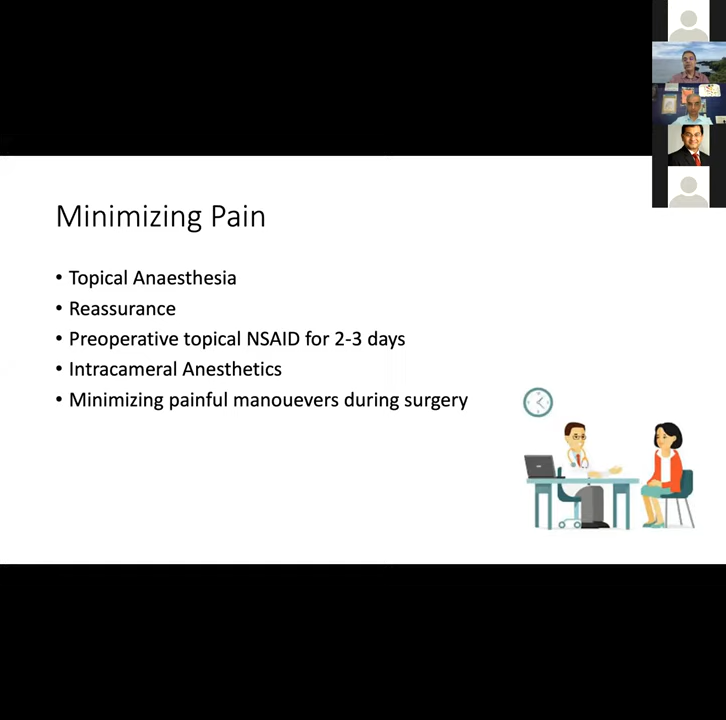 Minimizing Pain
• Topical Anaesthesia
• Reassurance
• Preoperative topical NSAID for 2-3 days
• Intracameral Anesthetics
• Minimizing painful manouevers during surgery